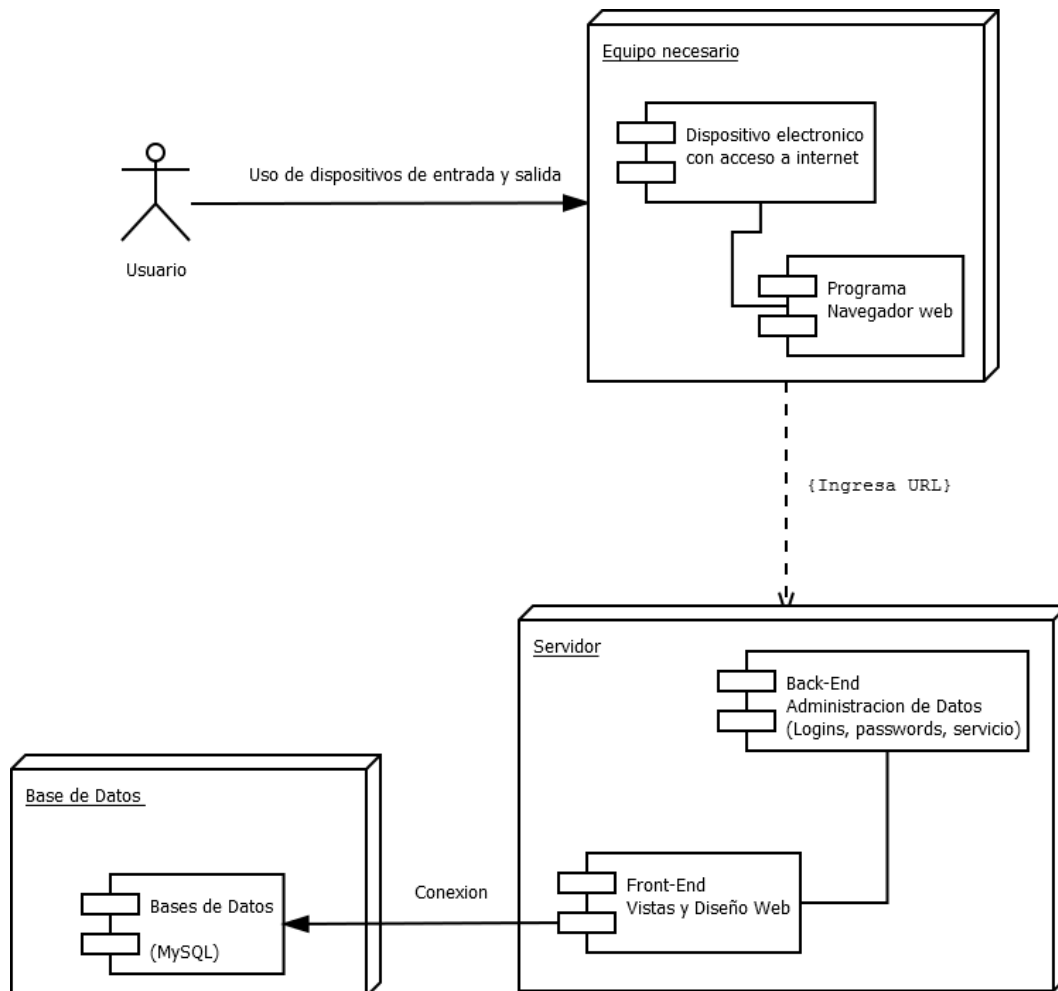 Equipo necesario
Dispositivo electronico
con acceso a internet
Uso de dispositivos de entrada y salida
Usuario
Programa
Navegador web
{Ingresa URL}
Servidor
Back-End
Administracion de Datos
(Logins, passwords, servicio)
Base de Datos
Front-End
Vistas y Diseño Web
Conexion
Bases de Datos
(MySQL)